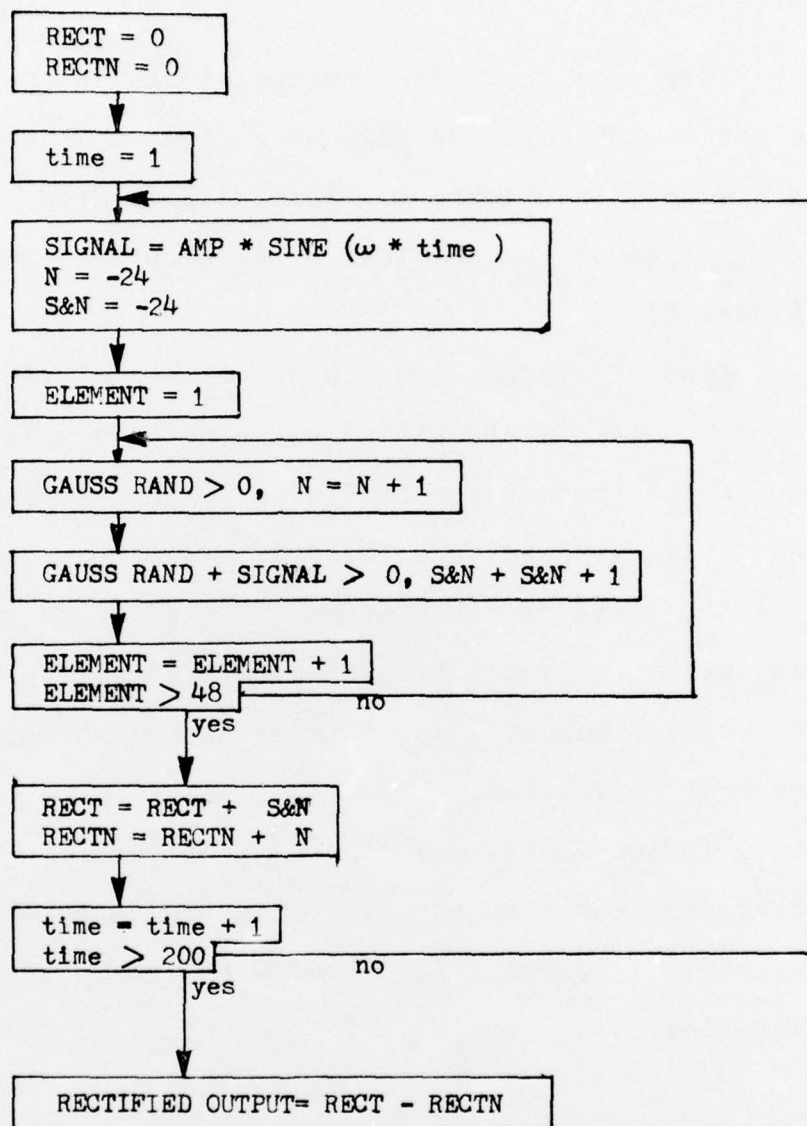 RECT = 0
RECTN = 0
time = 1
SIGNAL = AMP * SINE (ω * time )
N = -24
S&N = -24
ELEMENT = 1
GAUSS RAND > 0, N = N + 1
GAUSS RAND + SIGNAL > 0, S&N + S&N + 1
ELEMENT = ELEMENT + 1
ELEMENT > 48
no
yes
RECT = RECT + S&N
RECTN = RECTN + N
time = time + 1
time > 200
no
yes
RECTIFIED OUTPUT= RECT - RECTN